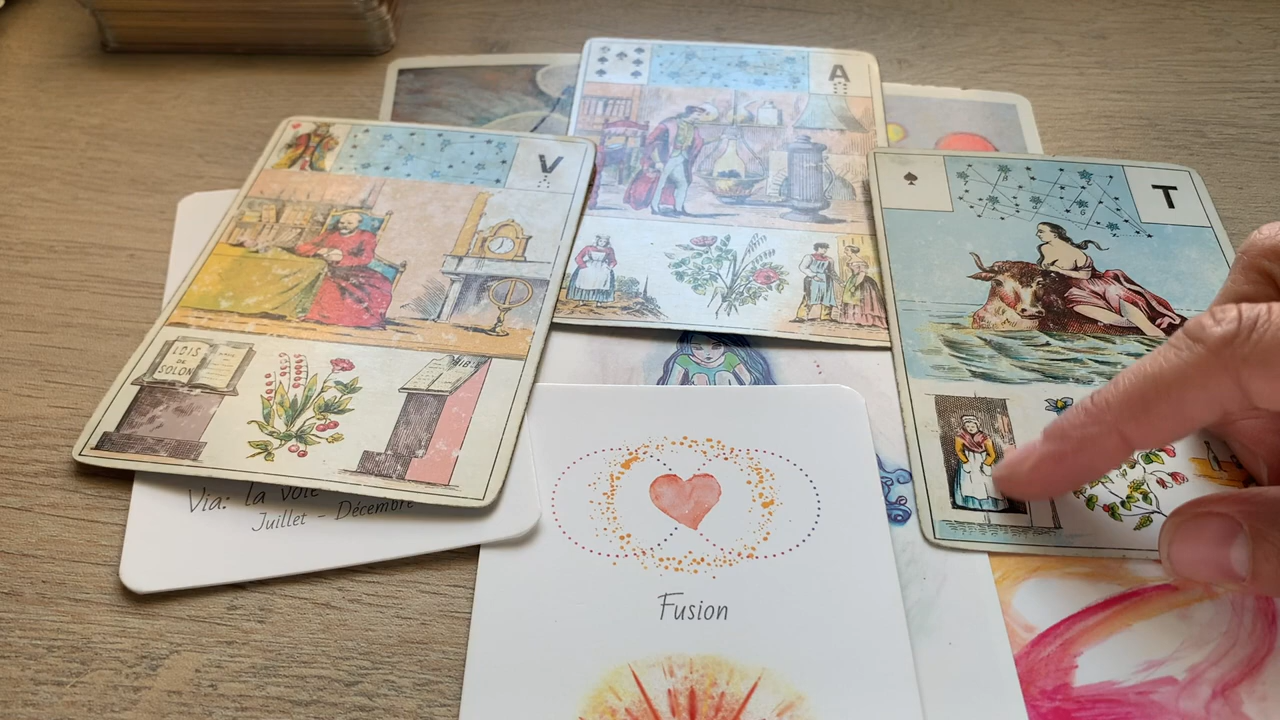 A
V
T
LOIS
DE
SOLON
Via: la voie
Juillet - Décembre
Fusion